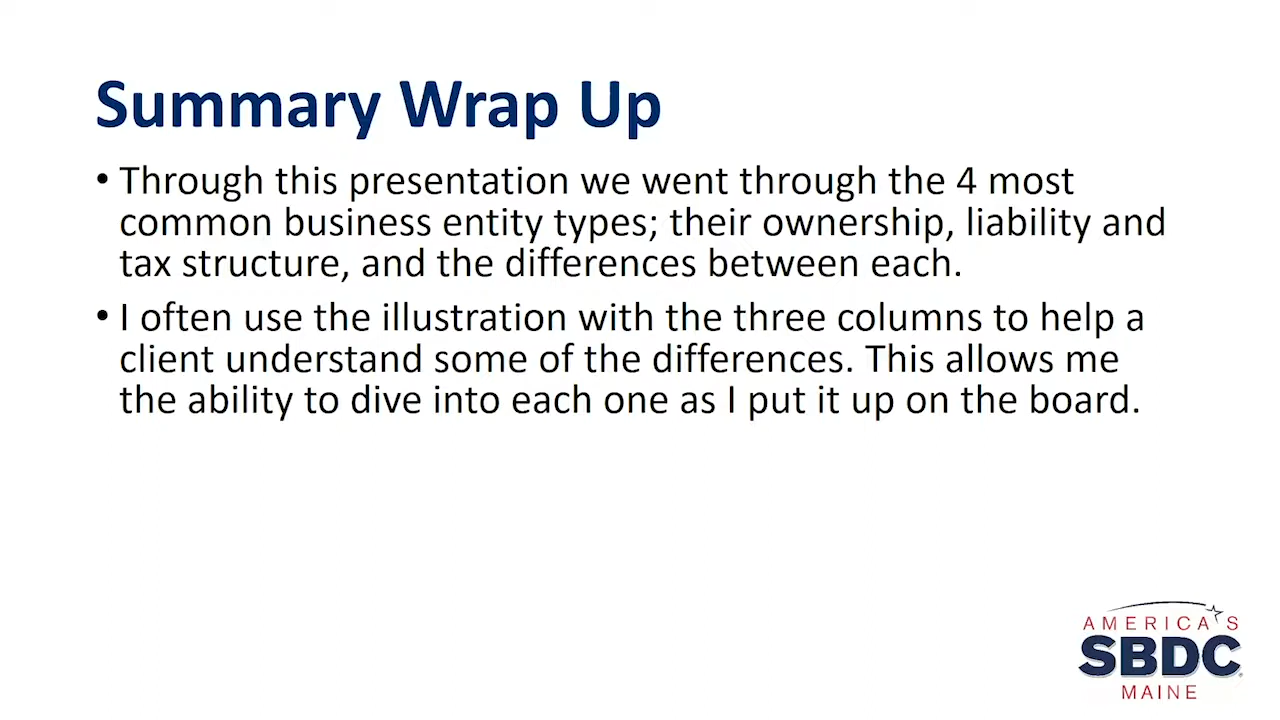 Summary Wrap Up
• Through this presentation we went through the 4 most
common business entity types; their ownership, liability and
tax structure, and the differences between each.
• I often use the illustration with the three columns to help a
client understand some of the differences. This allows me
the ability to dive into each one as I put it up on the board.
AMERICA'S
SBDC
MAINE